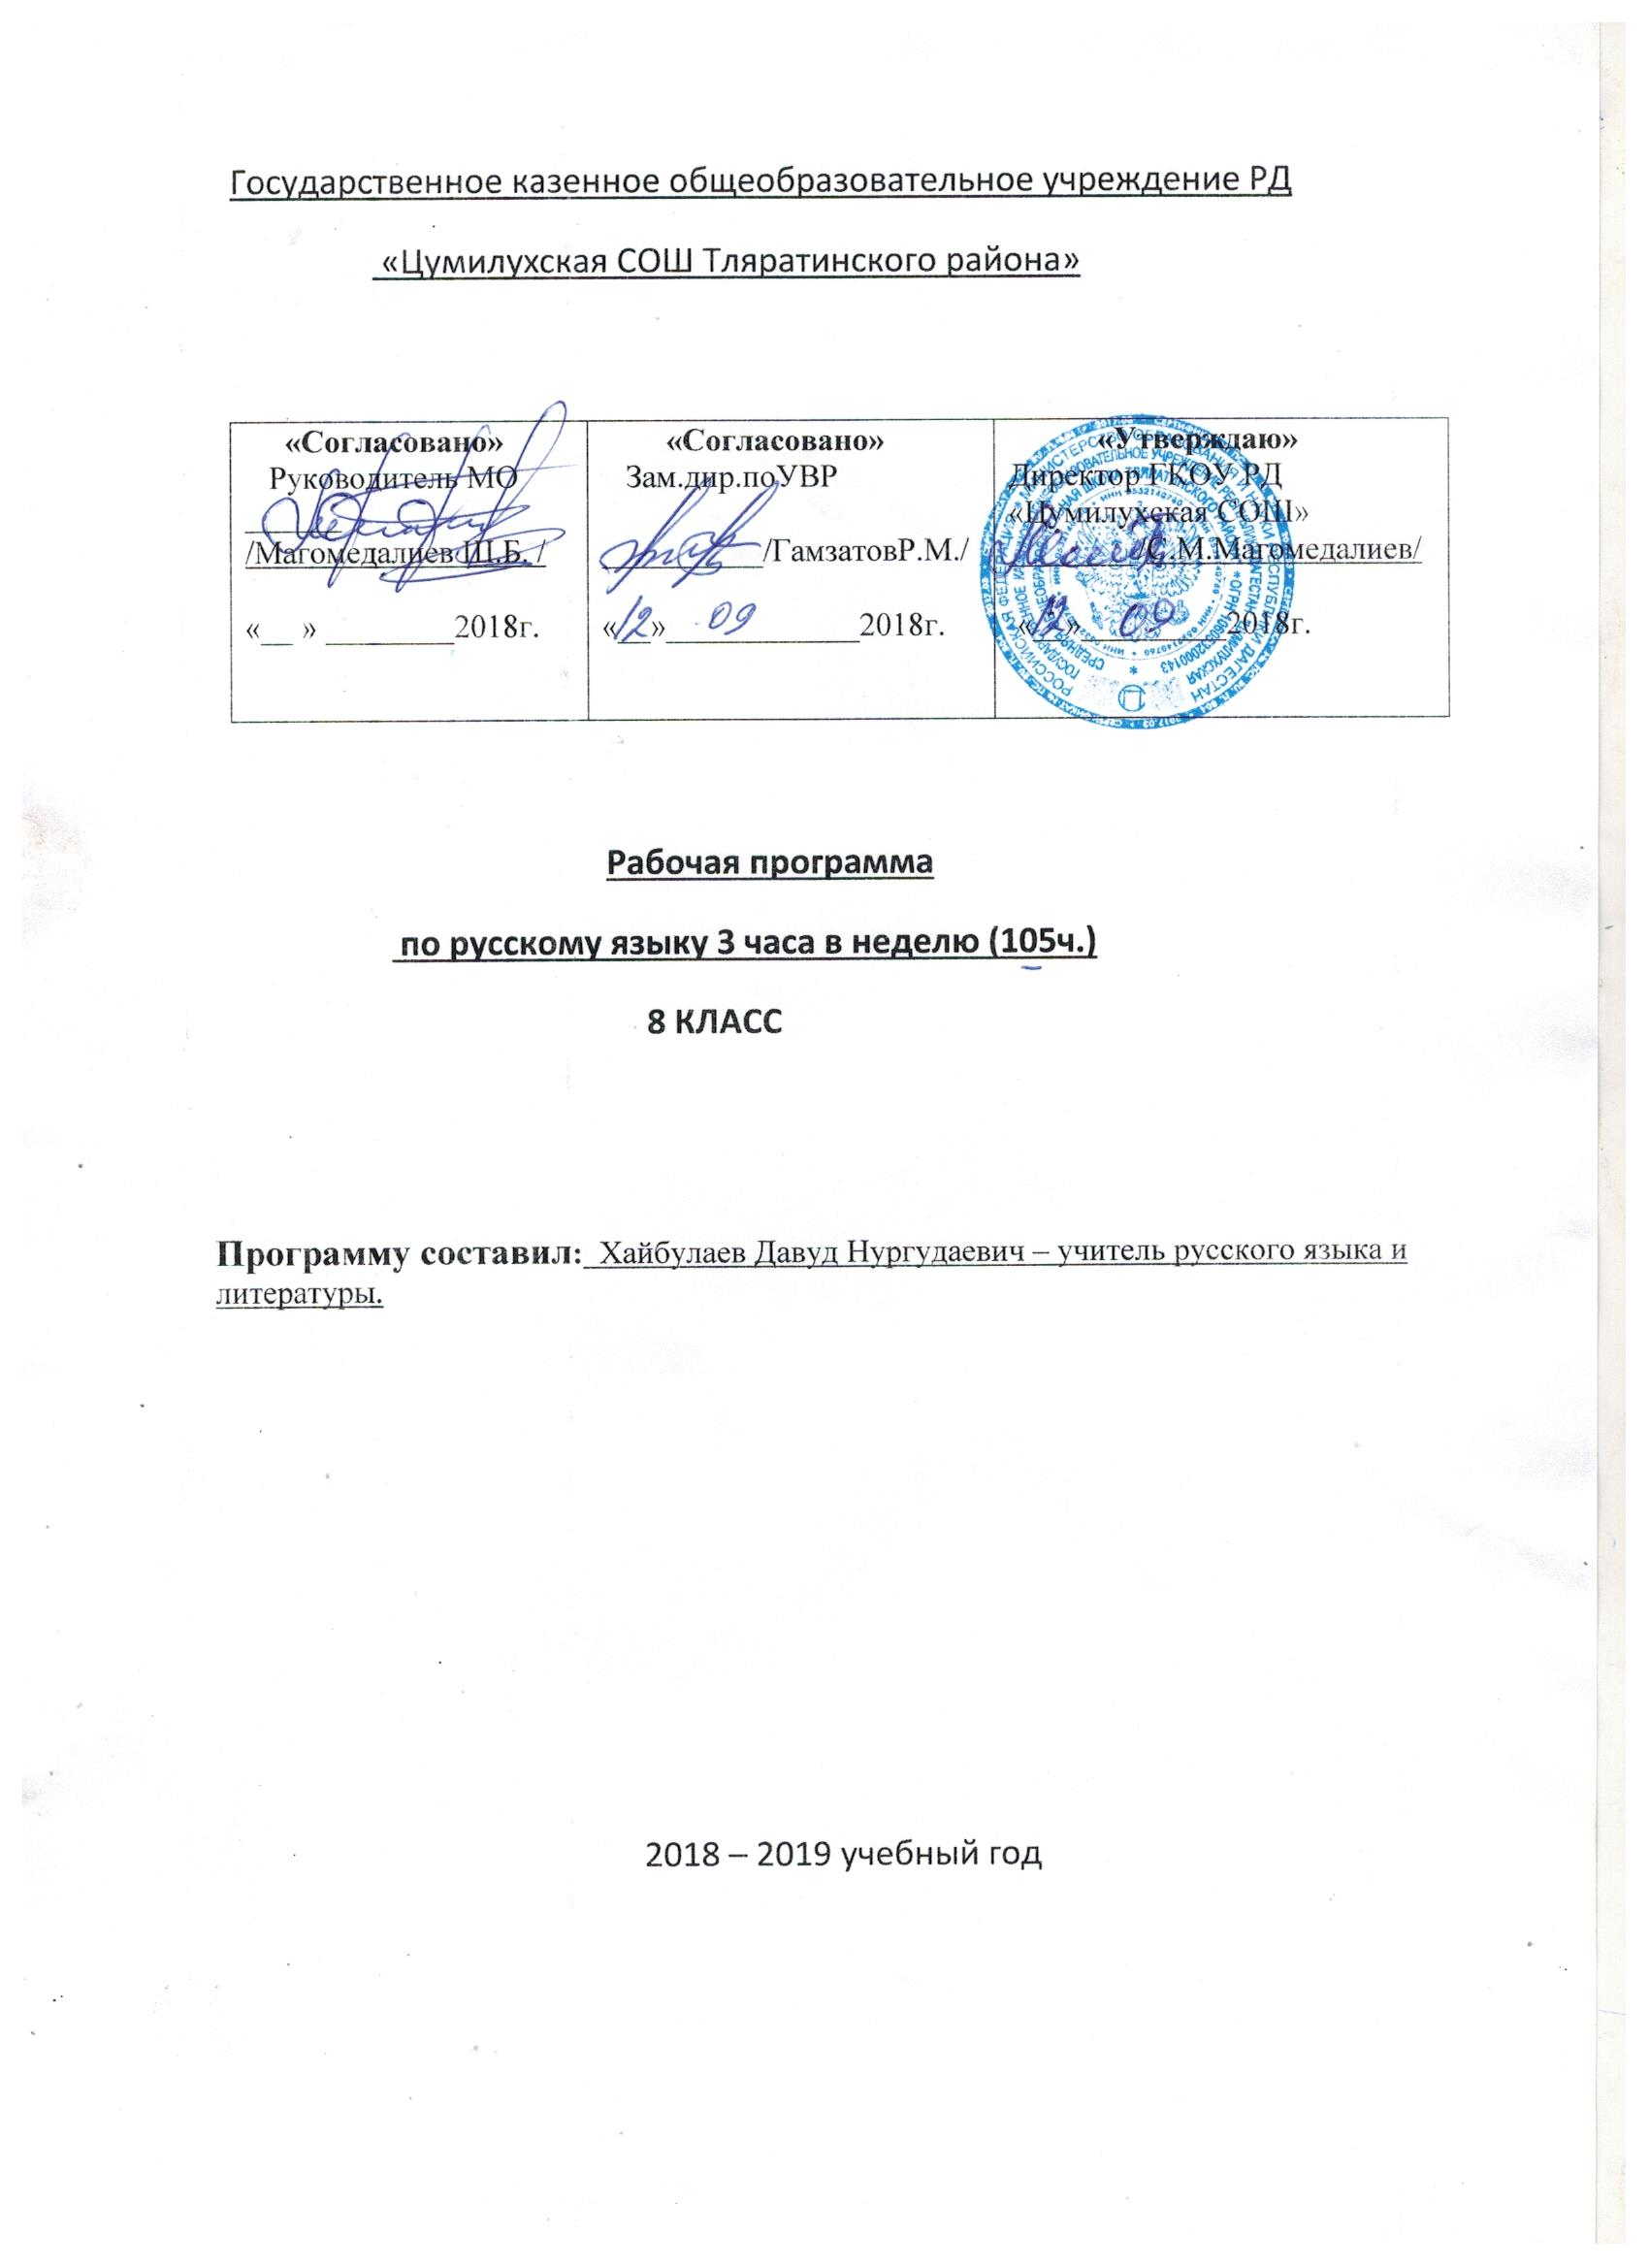 Государственное казенное общеобразовательное учреждение РД
«Цумилухская СОШ Тляратинского района»
«Согласовано»
Руководитель МО
/Магомедалиев Ш.Б. /
«__ » ________2018г.
«Согласовано»
Зам.дир.поУВР
__________/ГамзатовР.М./
«12» 09 2018г.
«Утверждаю»
Директор ГКОУ РД
«Цумилухская СОШ»
/С.М.Магомедалиев/
«12» 09 2018г.
Рабочая программа
по русскому языку 3 часа в неделю (105ч.)
8 КЛАСС
Программу составил: Хайбулаев Давуд Нургудаевич – учитель русского языка и
литературы.
2018 – 2019 учебный год